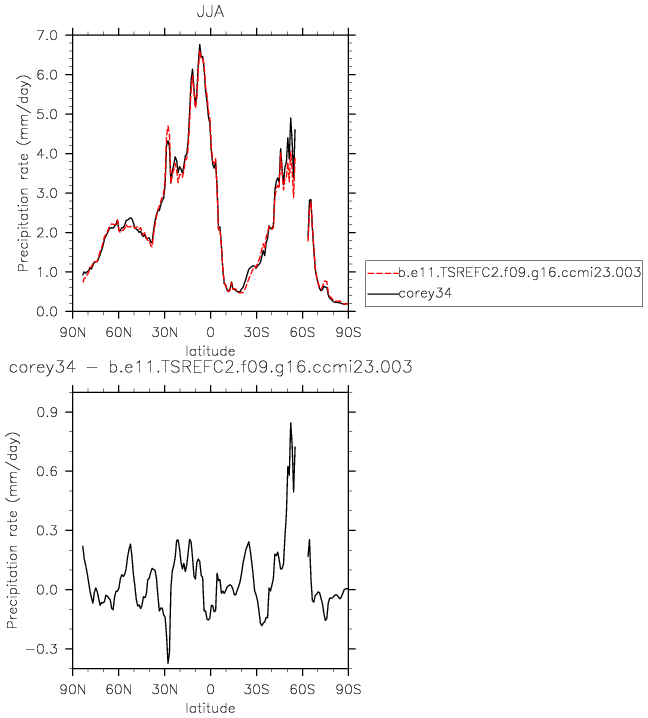 JJA
7.0
6.0
5.0
4.0
3.0
2.0
1.0
0.0
Precipitation rate (mm/day)
90N 60N 30N 0 30S 60S 90S
latitude
b.e11.TSREFC2.f09.g16.ccmi23.003
corey34
corey34 − b.e11.TSREFC2.f09.g16.ccmi23.003
0.9
0.6
0.3
0.0
−0.3
Precipitation rate (mm/day)
90N 60N 30N 0 30S 60S 90S
latitude